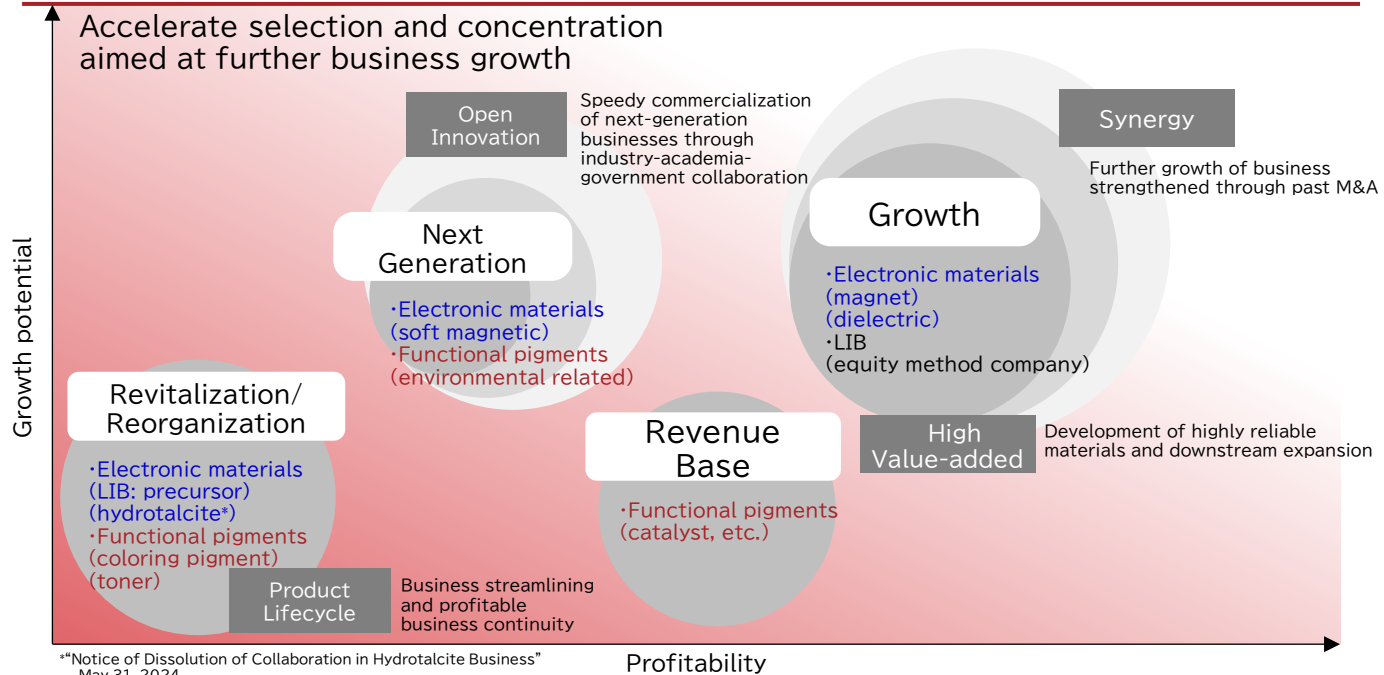 Accelerate selection and concentration
aimed at further business growth
Open
Innovation
Speedy commercialization
of next-generation
businesses through
industry-academia-
government collaboration
Synergy
Further growth of business
strengthened through past M&A
Growth
・Electronic materials
(magnet)
(dielectric)
・LIB
(equity method company)
Next
Generation
・Electronic materials
(soft magnetic)
・Functional pigments
(environmental related)
Growth potential
Revitalization/
Reorganization
・Electronic materials
(LIB: precursor)
(hydrotalcite*)
・Functional pigments
(coloring pigment)
(toner)
Revenue
Base
・Functional pigments
(catalyst, etc.)
High
Value-added
Development of highly reliable
materials and downstream expansion
Product
Lifecycle
Business streamlining
and profitable
business continuity
*“Notice of Dissolution of Collaboration in Hydrotalcite Business”
May 31, 2024
Profitability